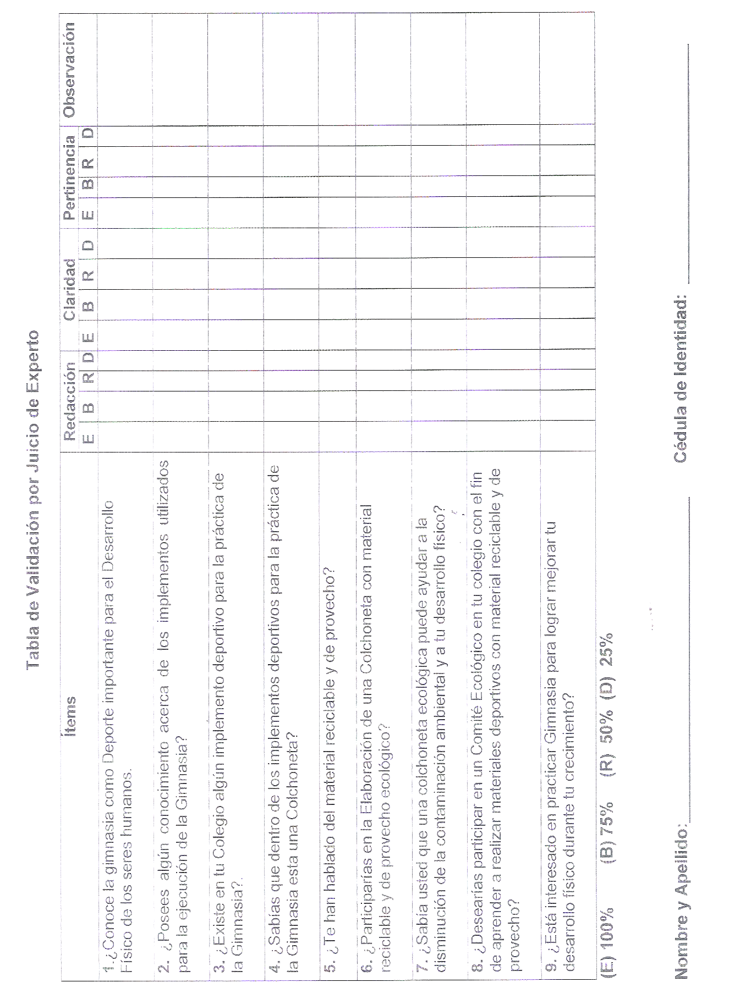 Tabla de Validación por Juicio de Experto
Ítems Redacción Claridad Pertinencia Observación
E B R D E B R D E B R D
1.¿Conoce la gimnasia como Deporte importante para el Desarrollo
Físico de los seres humanos.
2. ¿Posees algún conocimiento acerca de los implementos utilizados
para la ejecución de la Gimnasia?
3. ¿Existe en tu Colegio algún implemento deportivo para la práctica de
la Gimnasia?.
4. ¿Sabías que dentro de los implementos deportivos para la práctica de
la Gimnasia esta una Colchoneta?
5. ¿Te han hablado del material reciclable y de provecho?
6. ¿Participarías en la Elaboración de una Colchoneta con material
reciclable y de provecho ecológico?
7. ¿Sabía usted que una colchoneta ecológica puede ayudar a la
disminución de la contaminación ambiental y a tu desarrollo físico?
8. ¿Desearías participar en un Comité Ecológico en tu colegio con el fin
de aprender a realizar materiales deportivos con material reciclable y de
provecho?
9. ¿Está interesado en practicar Gimnasia para lograr mejorar tu
desarrollo físico durante tu crecimiento?
(E) 100% (B) 75% (R) 50% (D) 25%
Nombre y Apellido: Cédula de Identidad: